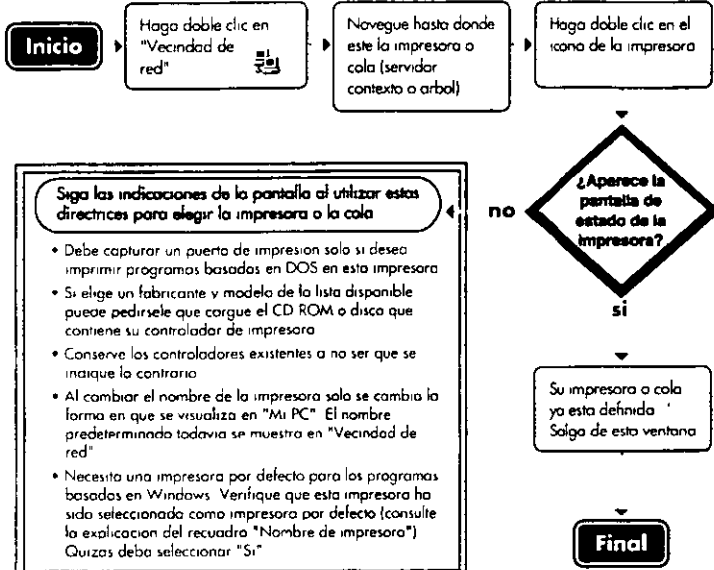 Inicio
Haga doble clic en
"Vecindad de
red"
Navegue hasta donde
este la impresora o
cola (servidor
contexto o arbol)
Haga doble clic en el
icono de la impresora
¿Aparece la
pantalla de
estado de la
impresora?
no
si
Siga las indicaciones de la pantalla al utilizar estas
directrices para elegir la impresora o la cola
• Debe capturar un puerto de impresion solo si desea
imprimir programas basados en DOS en esta impresora
• Si elige un fabricante y modelo de la lista disponible
puede pedirsele que cargue el CD ROM o disco que
contiene su controlador de impresora
• Conserve los controladores existentes a no ser que se
indique lo contrario
• Al cambiar el nombre de la impresora solo se cambia la
forma en que se visualiza en "Mi PC" El nombre
predeterminado todavia se muestra en "Vecindad de
red"
• Necesita una impresora por defecto para los programas
basados en Windows Verifique que esta impresora ha
sido seleccionada como impresora por defecto (consulte
la explicacion del recuadro "Nombre de impresora")
Quizas deba seleccionar "Si"
Su impresora o cola
ya esta definida
Salga de esta ventana
Final